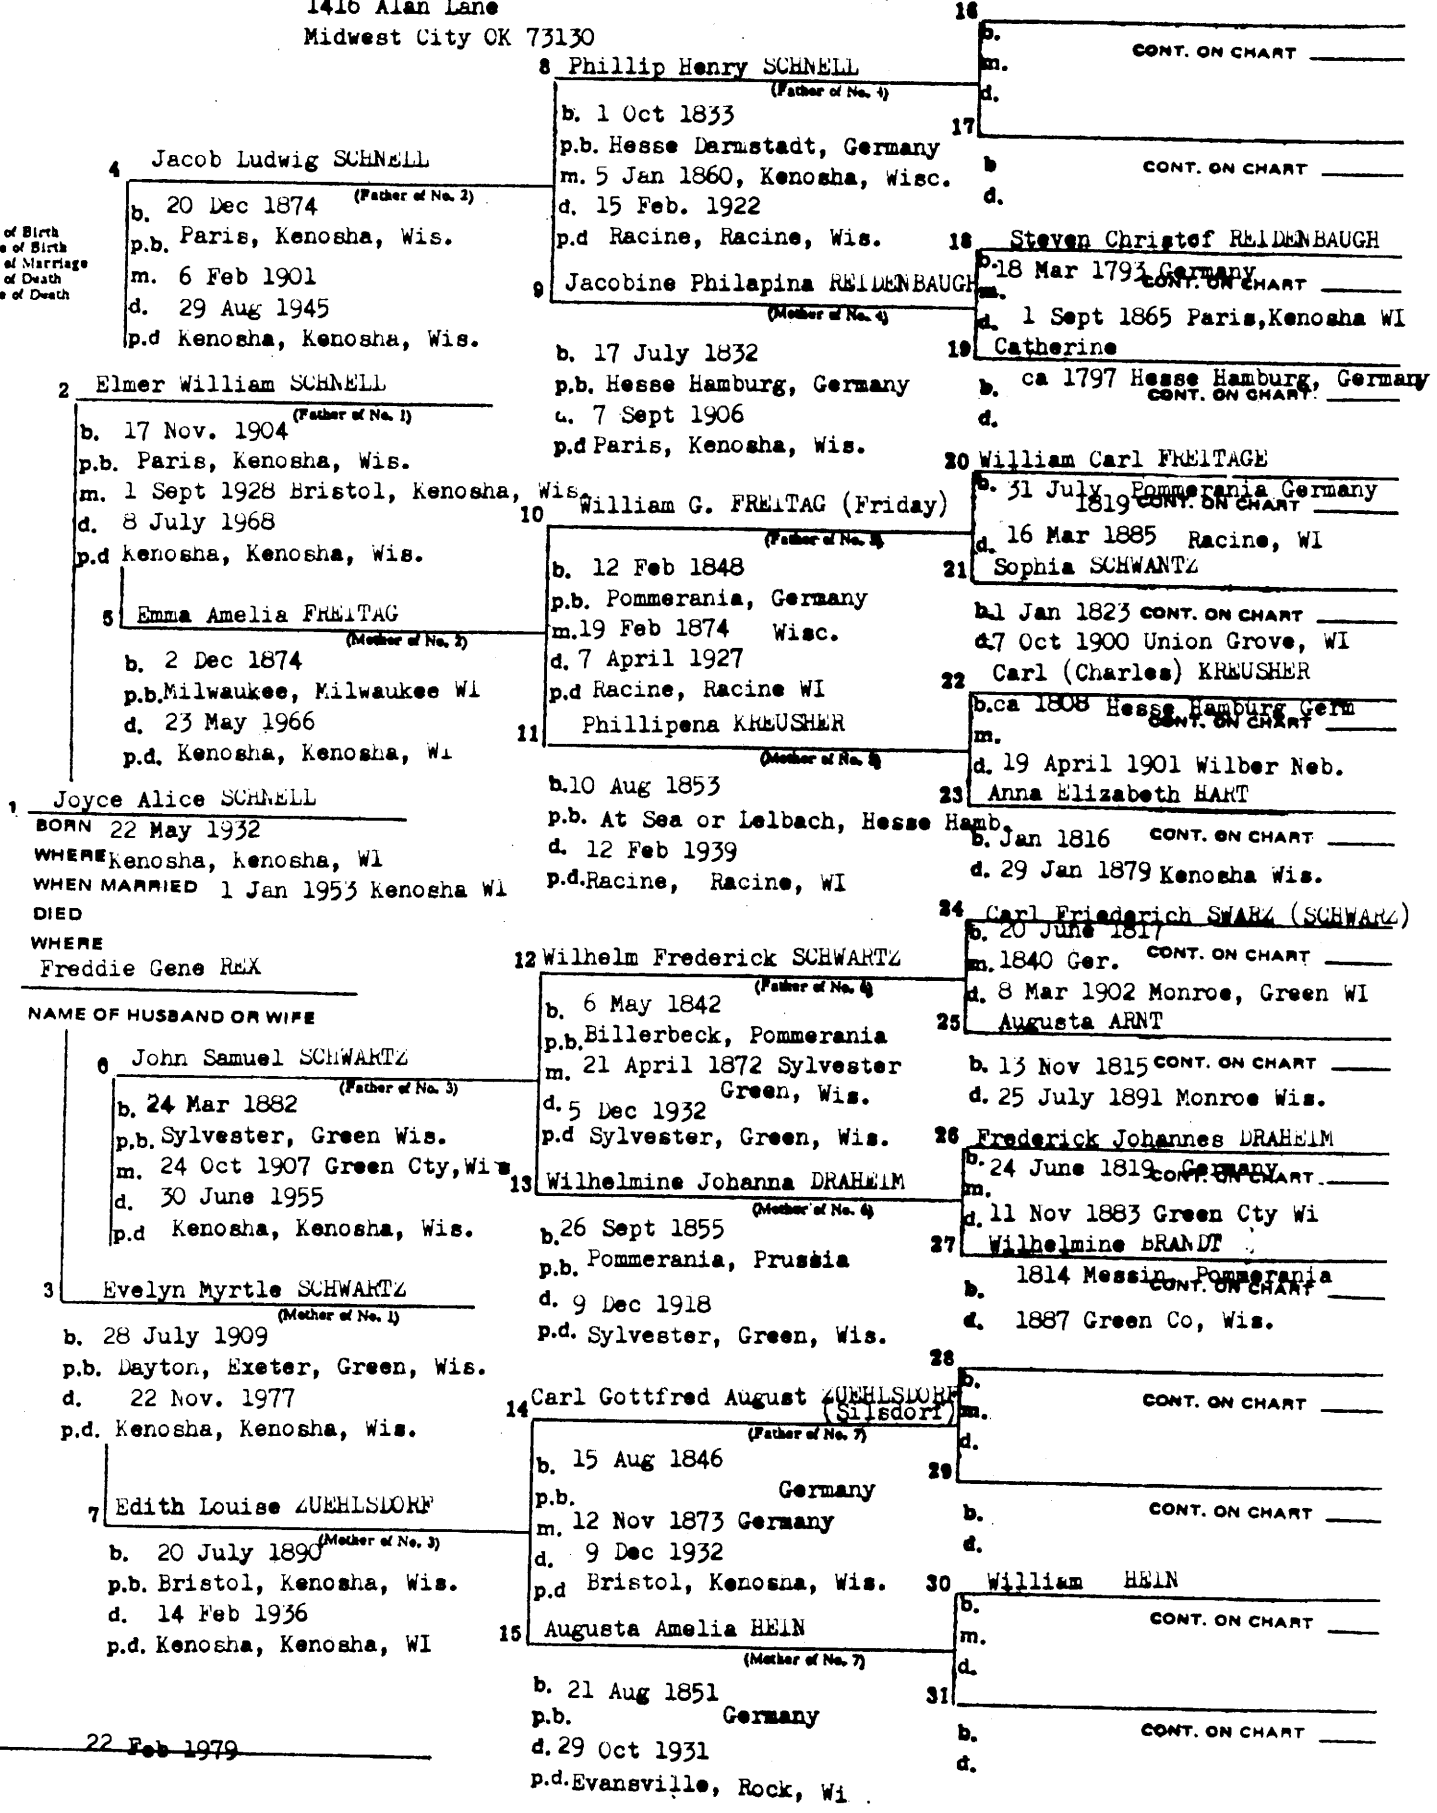 1416 Alan Lane
Midwest City OK 73130
of Birth
e of Birth
of Marriage
of Death
e of Death
1 Joyce Alice SCHNELL
BORN 22 May 1932
WHERE Kenosha, Kenosha, WI
WHEN MARRIED 1 Jan 1953 Kenosha WI
DIED
WHERE
Freddie Gene REX
NAME OF HUSBAND OR WIFE
2 Elmer William SCHNELL
(Father of No. 1)
b. 17 Nov. 1904
p.b. Paris, Kenosha, Wis.
m. 1 Sept 1928 Bristol, Kenosha, Wis.
d. 8 July 1968
p.d Kenosha, Kenosha, Wis.
3 Evelyn Myrtle SCHWARTZ
(Mother of No. 1)
b. 28 July 1909
p.b. Dayton, Exeter, Green, Wis.
d. 22 Nov. 1977
p.d. Kenosha, Kenosha, Wis.
4 Jacob Ludwig SCHNELL
(Father of No. 2)
b. 20 Dec 1874
p.b. Paris, Kenosha, Wis.
m. 6 Feb 1901
d. 29 Aug 1945
p.d Kenosha, Kenosha, Wis.
5 Emma Amelia FREITAG
(Mother of No. 2)
b. 2 Dec 1874
p.b. Milwaukee, Milwaukee WI
d. 23 May 1966
p.d. Kenosha, Kenosha, WI
6 John Samuel SCHWARTZ
(Father of No. 3)
b. 24 Mar 1882
p.b. Sylvester, Green Wis.
m. 24 Oct 1907 Green Cty, Wis
d. 30 June 1955
p.d Kenosha, Kenosha, Wis.
7 Edith Louise ZUEHLSDORF
(Mother of No. 3)
b. 20 July 1890
p.b. Bristol, Kenosha, Wis.
d. 14 Feb 1936
p.d. Kenosha, Kenosha, WI
22 Feb 1979
8 Phillip Henry SCHNELL
(Father of No. 4)
b. 1 Oct 1833
p.b. Hesse Darmstadt, Germany
m. 5 Jan 1860, Kenosha, Wisc.
d. 15 Feb. 1922
p.d Racine, Racine, Wis.
9 Jacobine Philapina REIDENBAUGH
(Mother of No. 4)
b. 17 July 1832
p.b. Hesse Hamburg, Germany
d. 7 Sept 1906
p.d Paris, Kenosha, Wis.
10 William G. FREITAG (Friday)
(Father of No. 5)
b. 12 Feb 1848
p.b. Pommerania, Germany
m. 19 Feb 1874 Wisc.
d. 7 April 1927
p.d Racine, Racine WI
11 Phillipena KREUSHER
(Mother of No. 5)
b. 10 Aug 1853
p.b. At Sea or Lelbach, Hesse Hamb.
d. 12 Feb 1939
p.d. Racine, Racine, WI
12 Wilhelm Frederick SCHWARTZ
(Father of No. 6)
b. 6 May 1842
p.b. Billerbeck, Pommerania
m. 21 April 1872 Sylvester
Green, Wis.
d. 5 Dec 1932
p.d Sylvester, Green, Wis.
13 Wilhelmine Johanna DRAHEIM
(Mother of No. 6)
b. 26 Sept 1855
p.b. Pommerania, Prussia
d. 9 Dec 1918
p.d. Sylvester, Green, Wis.
14 Carl Gottfred August ZUEHLSDORF
(Silsdorf)
(Father of No. 7)
b. 15 Aug 1846
p.b. Germany
m. 12 Nov 1873 Germany
d. 9 Dec 1932
p.d Bristol, Kenosha, Wis.
15 Augusta Amelia HEIN
(Mother of No. 7)
b. 21 Aug 1851
p.b. Germany
d. 29 Oct 1931
p.d. Evansville, Rock, Wi
16
b. CONT. ON CHART
m.
d.
17
b CONT. ON CHART
d.
18 Steven Christof REIDENBAUGH
b. 18 Mar 1793 Germany
m. CONT. ON CHART
d. 1 Sept 1865 Paris, Kenosha WI
19 Catherine
b. ca 1797 Hesse Hamburg, Germany
CONT. ON CHART
d.
20 William Carl FREITAGE
b. 31 July Pommerania Germany
1819 CONT. ON CHART
d. 16 Mar 1885 Racine, WI
21 Sophia SCHWANTZ
b. 1 Jan 1823 CONT. ON CHART
d. 7 Oct 1900 Union Grove, WI
22 Carl (Charles) KREUSHER
b. ca 1808 Hesse Hamburg Germ
CONT. ON CHART
m.
d. 19 April 1901 Wilber Neb.
23 Anna Elizabeth HART
b. Jan 1816 CONT. ON CHART
d. 29 Jan 1879 Kenosha Wis.
24 Carl Friederich SWARZ (SCHWARZ)
b. 20 June 1817
m. 1840 Ger. CONT. ON CHART
d. 8 Mar 1902 Monroe, Green WI
25 Augusta ARNT
b. 13 Nov 1815 CONT. ON CHART
d. 25 July 1891 Monroe Wis.
26 Frederick Johannes DRAHEIM
b. 24 June 1819 Germany
m. CONT. ON CHART
d. 11 Nov 1883 Green Cty Wi
27 Wilhelmine BRANDT
1814 Messin, Pommerania
b. CONT. ON CHART
d. 1887 Green Co, Wis.
28
b. CONT. ON CHART
m.
d.
29
b. CONT. ON CHART
d.
30 William HEIN
b. CONT. ON CHART
m.
d.
31
b. CONT. ON CHART
d.